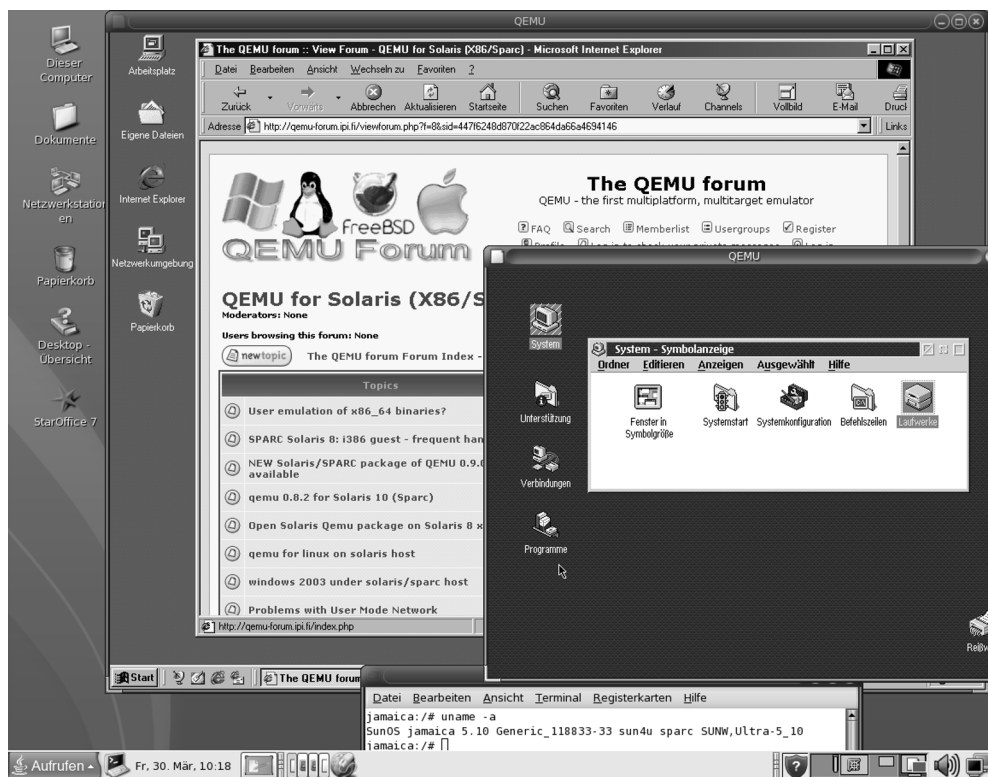 QEMU
Dieser
Computer
Dokumente
Netzwerkstation
en
Papierkorb
Desktop -
Übersicht
StarOffice 7
Arbeitsplatz
Eigene Dateien
Internet Explorer
Netzwerkumgebung
Papierkorb
The QEMU forum :: View Forum - QEMU for Solaris (X86/Sparc) - Microsoft Internet Explorer
Datei Bearbeiten Ansicht Wechseln zu Favoriten ?
Zurück Vorwärts Abbrechen Aktualisieren Startseite Suchen Favoriten Verlauf Channels Vollbild E-Mail Druck
Adresse http://qemu-forum.ipi.fi/viewforum.php?f=8&sid=447f6248d870f22ac864da66a4694146 Links
FreeBSD
QEMU Forum
The QEMU forum
QEMU - the first multiplatform, multitarget emulator
FAQ Search Memberlist Usergroups Register
QEMU for Solaris (X86/S
Moderators: None
Users browsing this forum: None
newtopic The QEMU forum Forum Index -
Topics
User emulation of x86_64 binaries?
SPARC Solaris 8: i386 guest - frequent han
NEW Solaris/SPARC package of QEMU 0.9.0
available
qemu 0.8.2 for Solaris 10 (Sparc)
Open Solaris Qemu package on Solaris 8 x
qemu for linux on solaris host
windows 2003 under solaris/sparc host
Problems with User Mode Network
http://qemu-forum.ipi.fi/index.php
Start The QEMU forum
QEMU
System
Unterstützung
Verbindungen
Programme
System - Symbolanzeige
Ordner Editieren Anzeigen Ausgewählt Hilfe
Fenster in
Symbolgröße
Systemstart Systemkonfiguration Befehlszeilen Laufwerke
Reißw
Datei Bearbeiten Ansicht Terminal Registerkarten Hilfe
jamaica:/# uname -a
SunOS jamaica 5.10 Generic_118833-33 sun4u sparc SUNW,Ultra-5_10
jamaica:/#
Aufrufen Fr, 30. Mär, 10:18